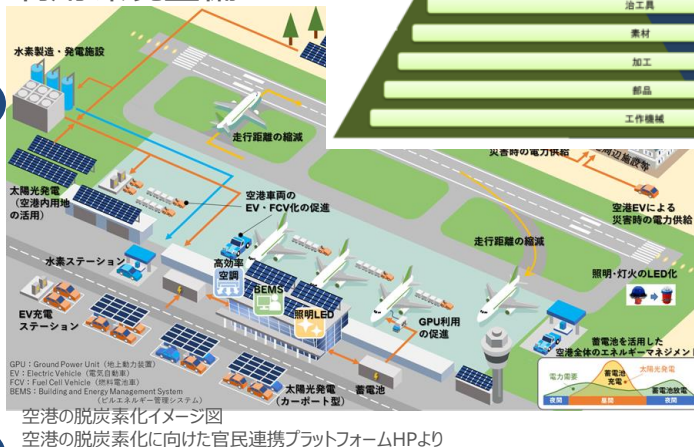 治工具
素材
加工
部品
工作機械
水素製造・発電施設
走行距離の縮減
災害時の電力供給
太陽光発電
(空港内用地
の活用)
空港車両の
EV・FCV化の促進
空港EVによる
災害時の電力供給
水素ステーション
高効率
空調
走行距離の縮減
照明・灯火のLED化
BEMS
照明LED
EV充電
ステーション
GPU利用
の促進
蓄電池を活用した
空港全体のエネルギーマネジメント
GPU:Ground Power Unit(地上動力装置)
EV:Electric Vehicle(電気自動車)
FCV:Fuel Cell Vehicle(燃料電池車)
BEMS:Building and Energy Management System
(ビルエネルギー管理システム)
太陽光発電
(カーポート型)
蓄電池
電力需要
蓄電池
充電
太陽光発電
蓄電池放電
夜間
昼間
夜間
空港の脱炭素化イメージ図
空港の脱炭素化に向けた官民連携プラットフォームHPより